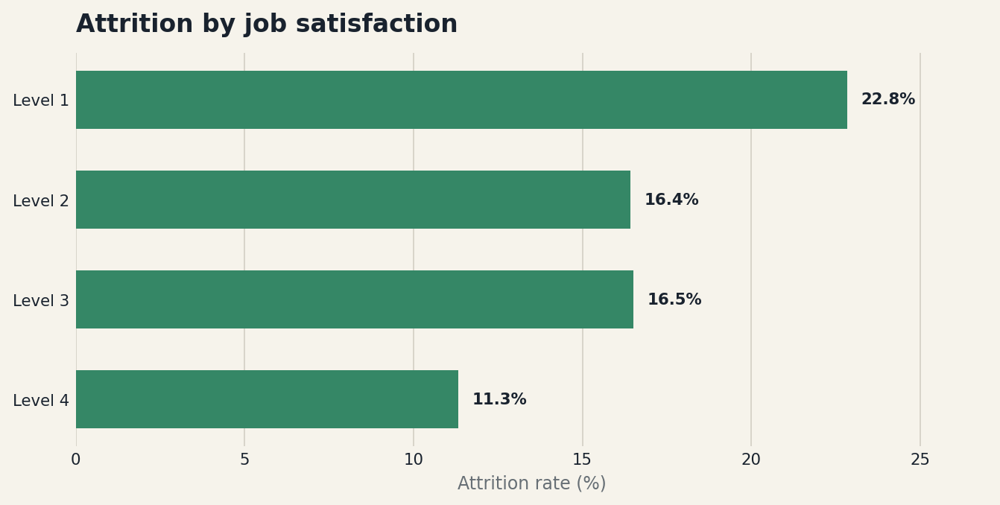 Attrition by job satisfaction
Level 1
22.8%
Level 2
16.4%
Level 3
16.5%
Level 4
11.3%
0 5 10 15 20 25
Attrition rate (%)